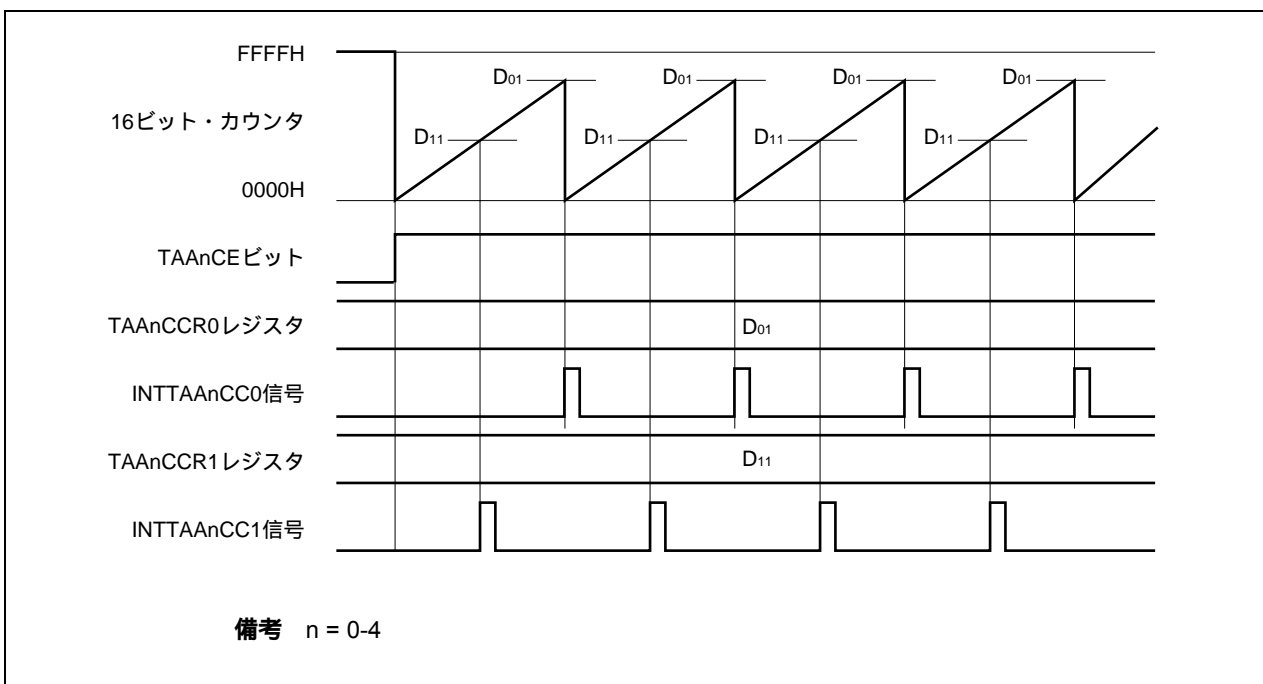 FFFFH
D01 D01 D01 D01
16ビット・カウンタ
D11 D11 D11 D11
0000H
TAAnCEビット
TAAnCCR0レジスタ
D01
INTTAAnCC0信号
TAAnCCR1レジスタ
D11
INTTAAnCC1信号
備考 n = 0-4